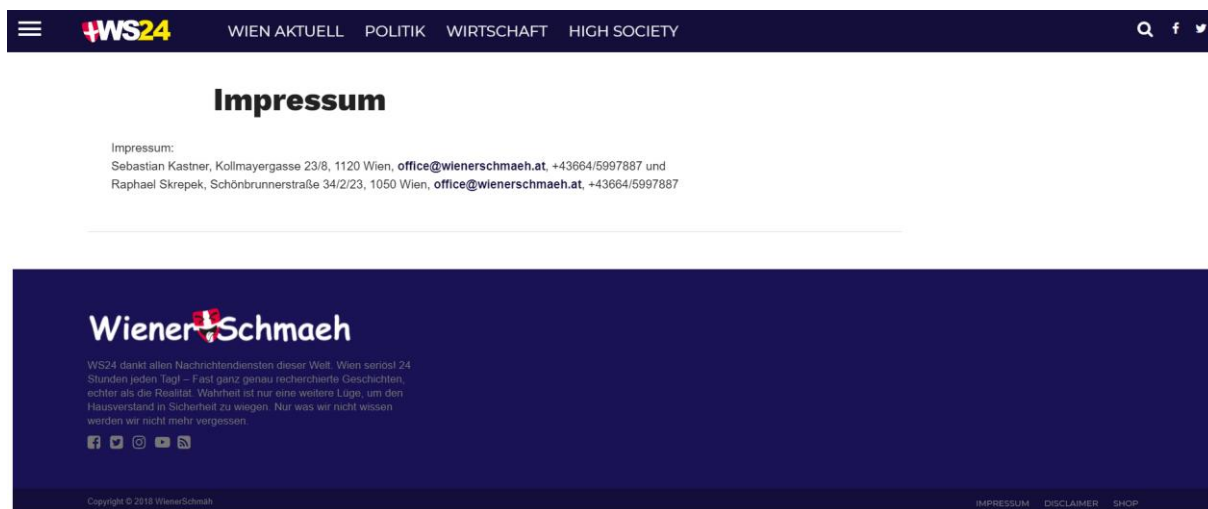 WS24 WIEN AKTUELL POLITIK WIRTSCHAFT HIGH SOCIETY
Impressum
Impressum:
Sebastian Kastner, Kollmayergasse 23/8, 1120 Wien, office@wienerschmaeh.at, +43664/5997887 und
Raphael Skrepek, Schönbrunnerstraße 34/2/23, 1050 Wien, office@wienerschmaeh.at, +43664/5997887
Wiener Schmaeh
WS24 dankt allen Nachrichtendiensten dieser Welt. Wien seriös! 24
Stunden jeden Tag! – Fast ganz genau recherchierte Geschichten,
echter als die Realität. Wahrheit ist nur eine weitere Lüge, um den
Hausverstand in Sicherheit zu wiegen. Nur was wir nicht wissen
werden wir nicht mehr vergessen.
Copyright © 2018 WienerSchmäh IMPRESSUM DISCLAIMER SHOP